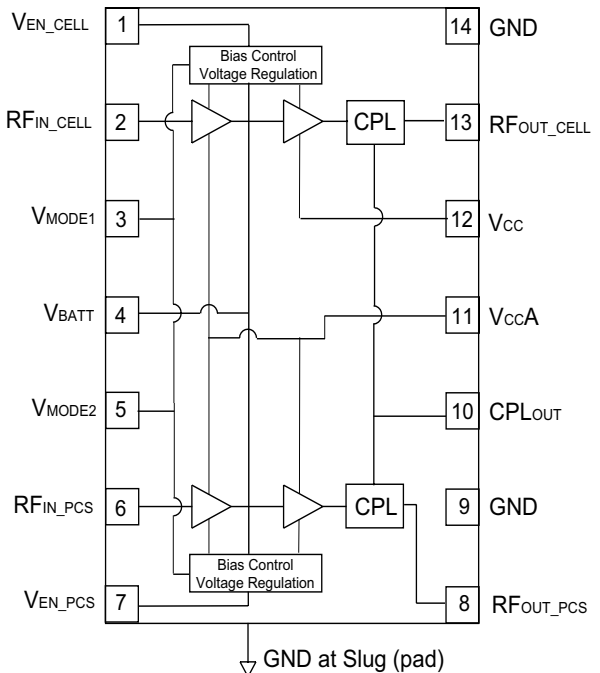 VEN_CELL
1
14
GND
Bias Control
Voltage Regulation
RFIN_CELL
2
CPL
13
RFOUT_CELL
VMODE1
3
12
VCC
VBATT
4
11
VCCA
VMODE2
5
10
CPLOUT
RFIN_PCS
6
CPL
9
GND
Bias Control
Voltage Regulation
VEN_PCS
7
8
RFOUT_PCS
GND at Slug (pad)